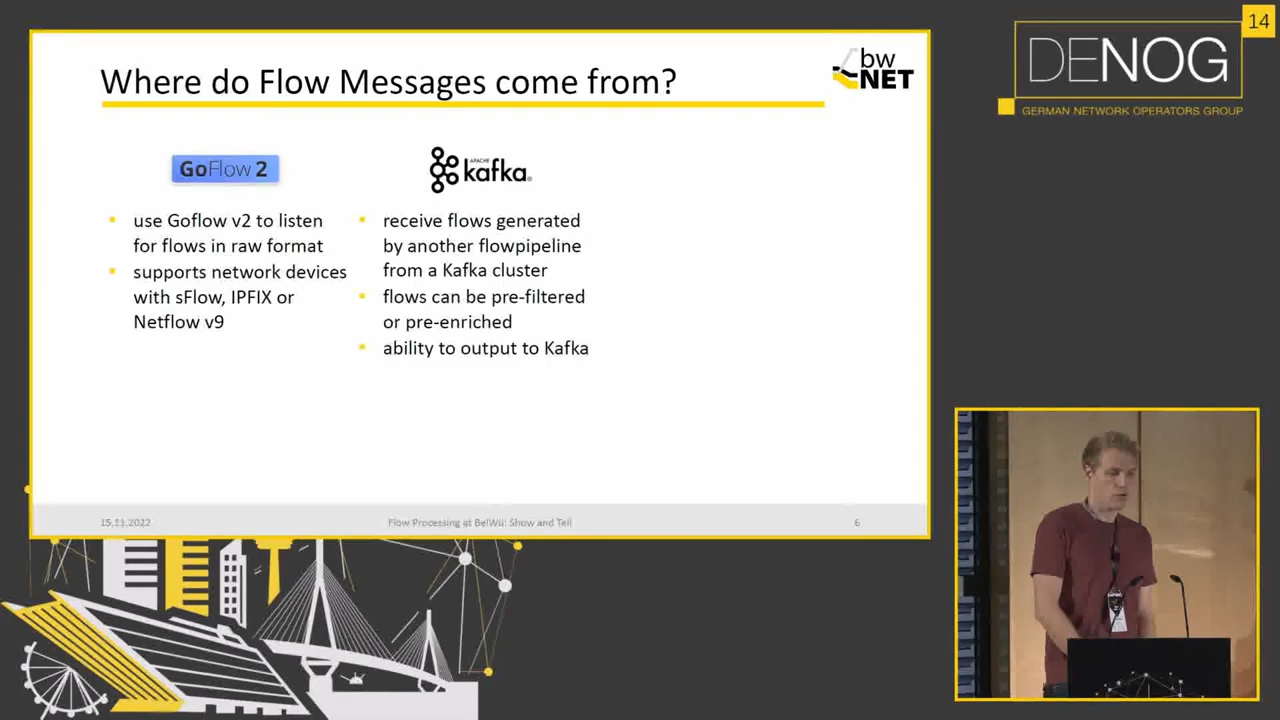 14
DENOG
GERMAN NETWORK OPERATORS GROUP
Where do Flow Messages come from?
bw
NET
GoFlow 2
▪ use Goflow v2 to listen
for flows in raw format
▪ supports network devices
with sFlow, IPFIX or
Netflow v9
APACHE
kafka®
▪ receive flows generated
by another flowpipeline
from a Kafka cluster
▪ flows can be pre-filtered
or pre-enriched
▪ ability to output to Kafka
15.11.2022
Flow Processing at BelWü: Show and Tell
6